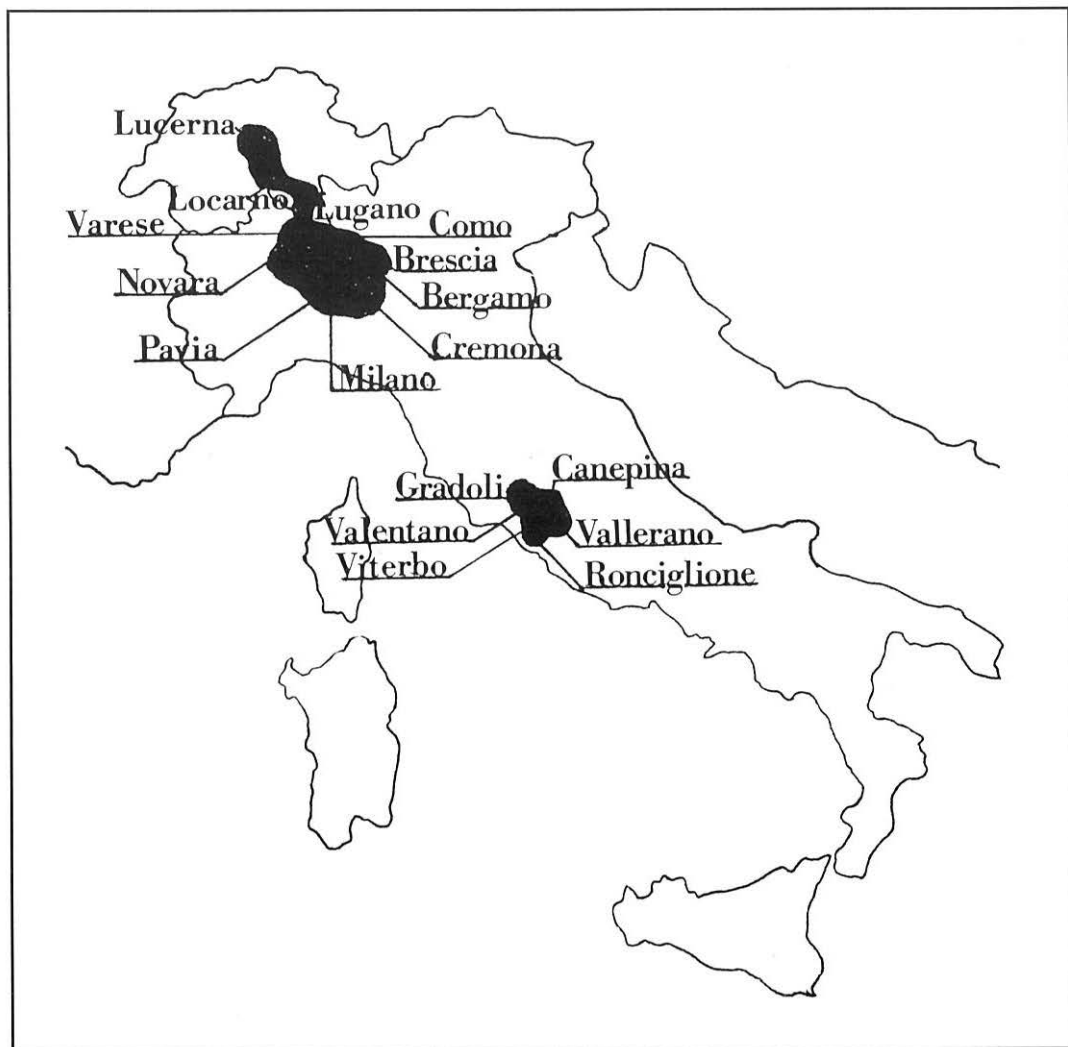 Lucerna
Locarno
Lugano
Varese
Como
Brescia
Novara
Bergamo
Pavia
Cremona
Milano
Canepina
Gradoli
Valentano
Vallerano
Viterbo
Ronciglione